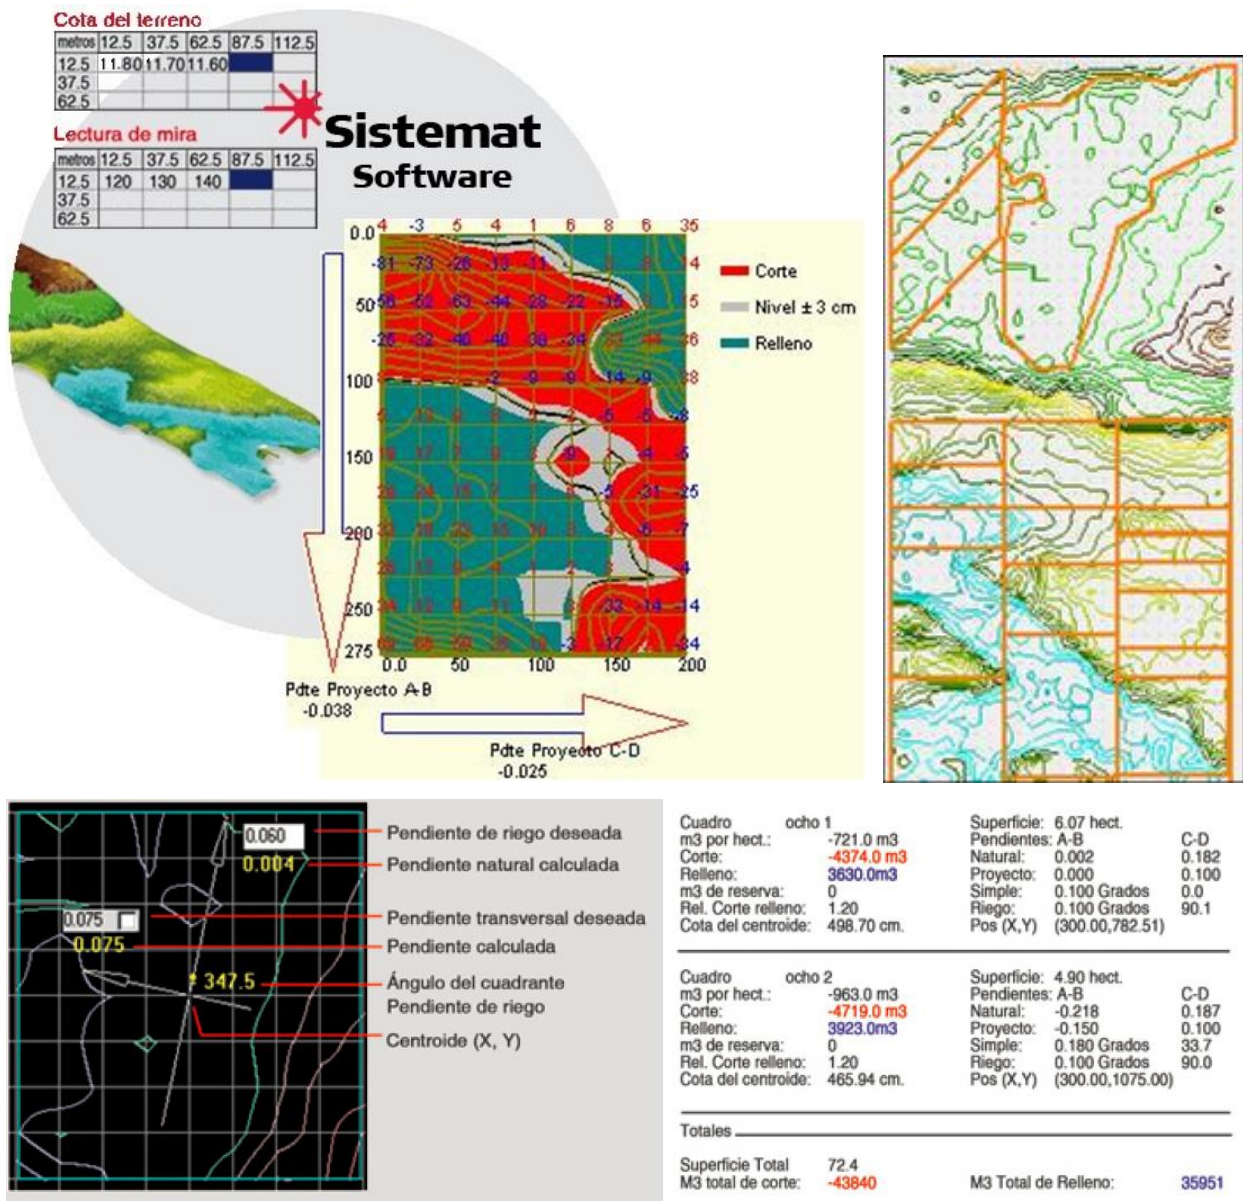 Cota del terreno
metros 12.5 37.5 62.5 87.5 112.5
12.5 11.80 11.70 11.60
37.5
62.5
Lectura de mira
metros 12.5 37.5 62.5 87.5 112.5
12.5 120 130 140
37.5
62.5
Sistemat
Software
4 -3 5 4 1 6 8 6 35
0.0
50
100
150
200
250
275
0.0 50 100 150 200
Corte
Nivel ± 3 cm
Relleno
Pdte Proyecto A-B
-0.038
Pdte Proyecto C-D
-0.025
0.060
0.004
0.075
0.075
347.5
Pendiente de riego deseada
Pendiente natural calculada
Pendiente transversal deseada
Pendiente calculada
Ángulo del cuadrante
Pendiente de riego
Centroide (X, Y)
Cuadro ocho 1 Superficie: 6.07 hect.
m3 por hect.: -721.0 m3 Pendientes: A-B C-D
Corte: -4374.0 m3 Natural: 0.002 0.182
Relleno: 3630.0m3 Proyecto: 0.000 0.100
m3 de reserva: 0 Simple: 0.100 Grados 0.0
Rel. Corte relleno: 1.20 Riego: 0.100 Grados 90.1
Cota del centroide: 498.70 cm. Pos (X,Y) (300.00,782.51)
Cuadro ocho 2 Superficie: 4.90 hect.
m3 por hect.: -963.0 m3 Pendientes: A-B C-D
Corte: -4719.0 m3 Natural: -0.218 0.187
Relleno: 3923.0m3 Proyecto: -0.150 0.100
m3 de reserva: 0 Simple: 0.180 Grados 33.7
Rel. Corte relleno: 1.20 Riego: 0.100 Grados 90.0
Cota del centroide: 465.94 cm. Pos (X,Y) (300.00,1075.00)
Totales
Superficie Total 72.4
M3 total de corte: -43840 M3 Total de Relleno: 35951